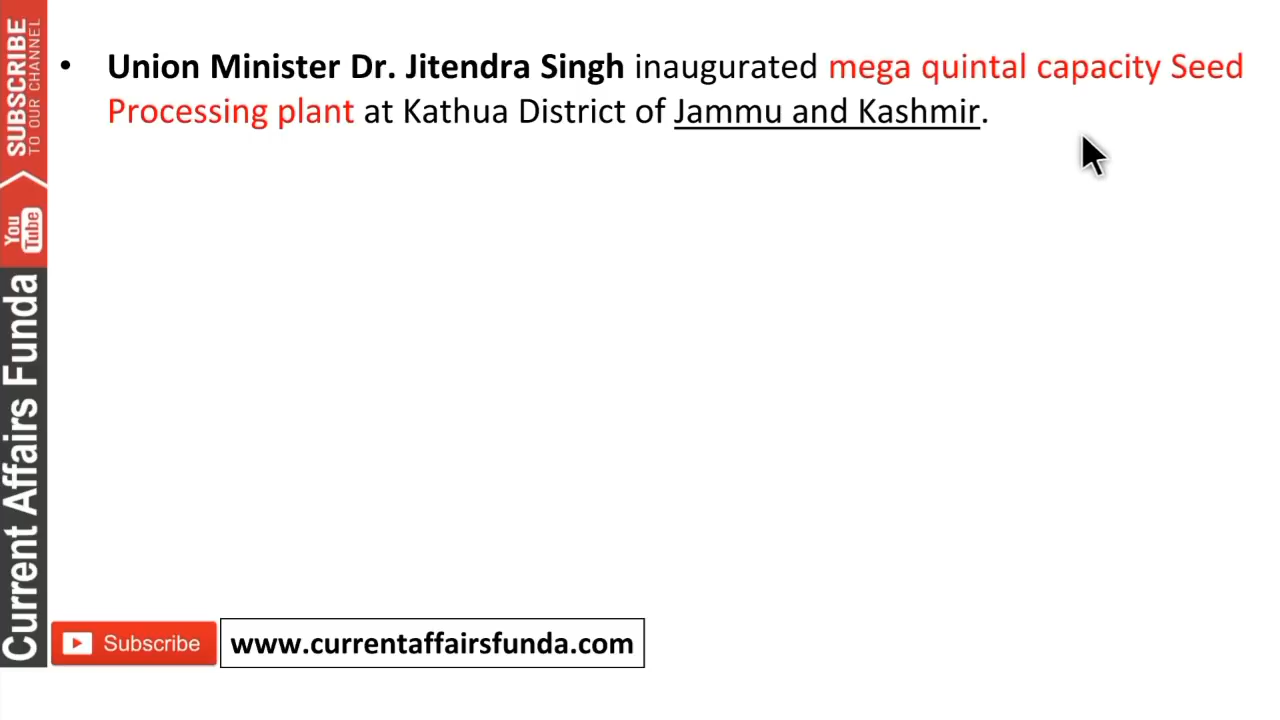 • Union Minister Dr. Jitendra Singh inaugurated mega quintal capacity Seed
Processing plant at Kathua District of Jammu and Kashmir.
SUBSCRIBE
TO OUR CHANNEL
You
Tube
Current Affairs Funda
Subscribe
www.currentaffairsfunda.com